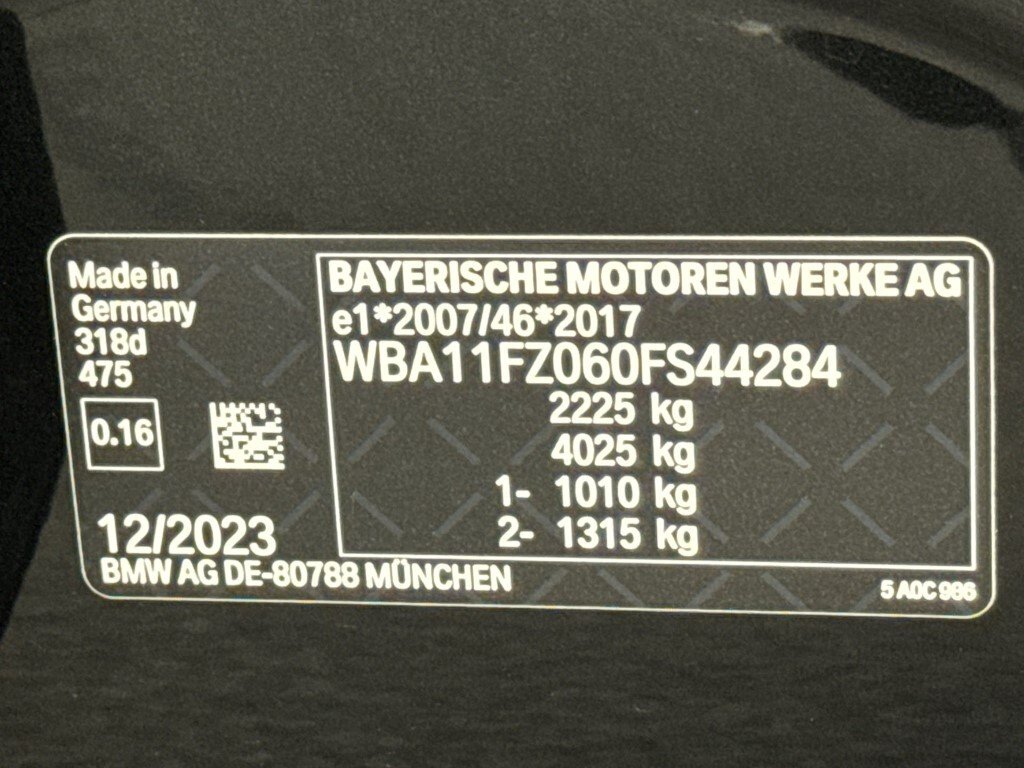 Made in
Germany
318d
475
0.16
12/2023
BAYERISCHE MOTOREN WERKE AG
e1*2007/46*2017
WBA11FZ060FS44284
2225 kg
4025 kg
1- 1010 kg
2- 1315 kg
BMW AG DE-80788 MÜNCHEN
5 A0C 986